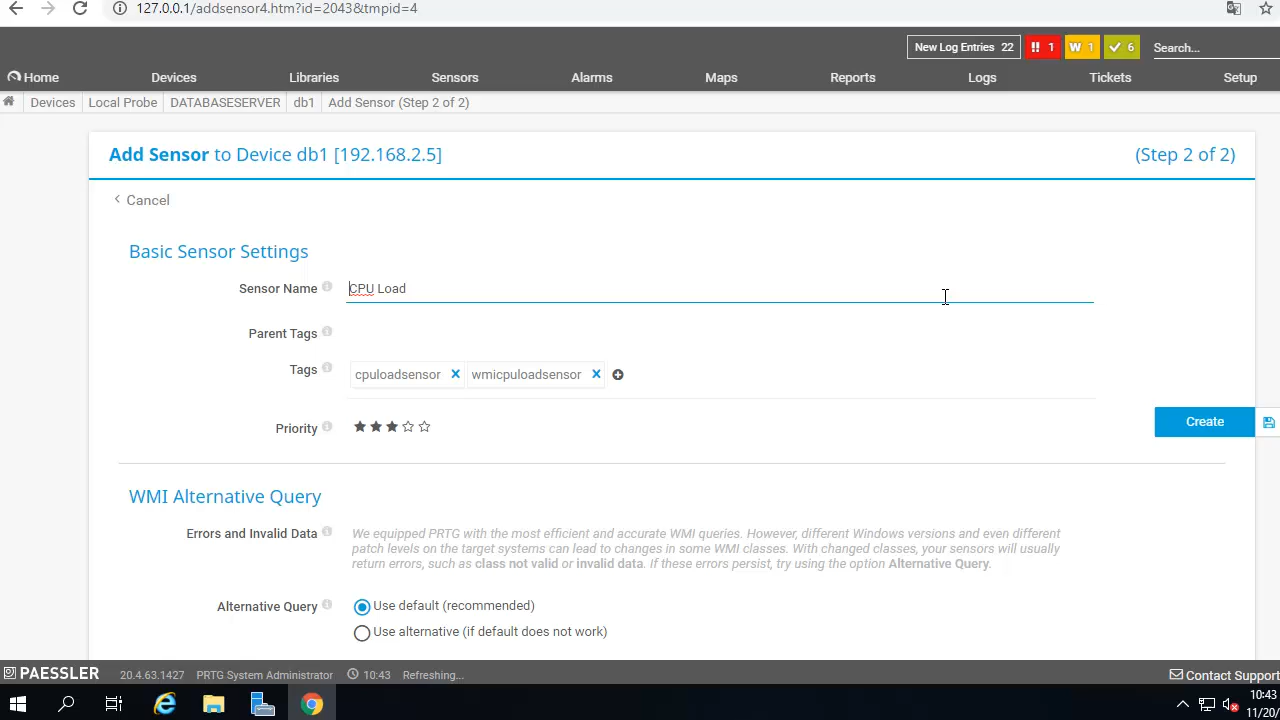 127.0.0.1/addsensor4.htm?id=2043&tmpid=4
New Log Entries 22 !! 1 W 1 6 Search...
Home Devices Libraries Sensors Alarms Maps Reports Logs Tickets Setup
Devices Local Probe DATABASESERVER db1 Add Sensor (Step 2 of 2)
Add Sensor to Device db1 [192.168.2.5] (Step 2 of 2)
< Cancel
Basic Sensor Settings
Sensor Name CPU Load
Parent Tags
Tags cpuloadsensor wmicpuloadsensor
Priority
Create
WMI Alternative Query
Errors and Invalid Data We equipped PRTG with the most efficient and accurate WMI queries. However, different Windows versions and even different
patch levels on the target systems can lead to changes in some WMI classes. With changed classes, your sensors will usually
return errors, such as class not valid or invalid data. If these errors persist, try using the option Alternative Query.
Alternative Query Use default (recommended)
Use alternative (if default does not work)
PAESSLER 20.4.63.1427 PRTG System Administrator 10:43 Refreshing... Contact Support
10:43
11/20/